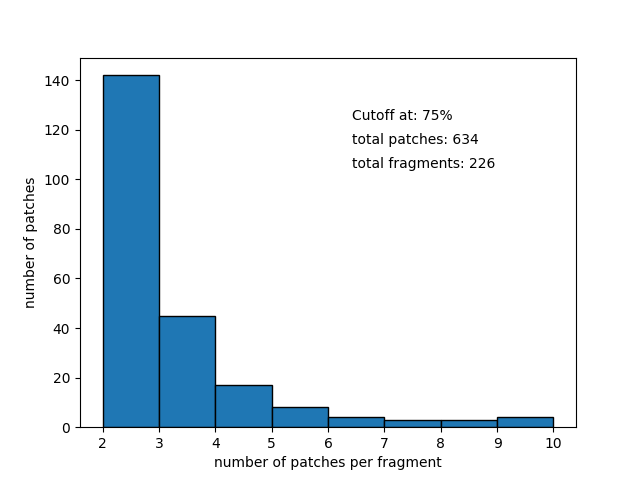 140
120
100
80
60
40
20
0
number of patches
Cutoff at: 75%
total patches: 634
total fragments: 226
2 3 4 5 6 7 8 9 10
number of patches per fragment